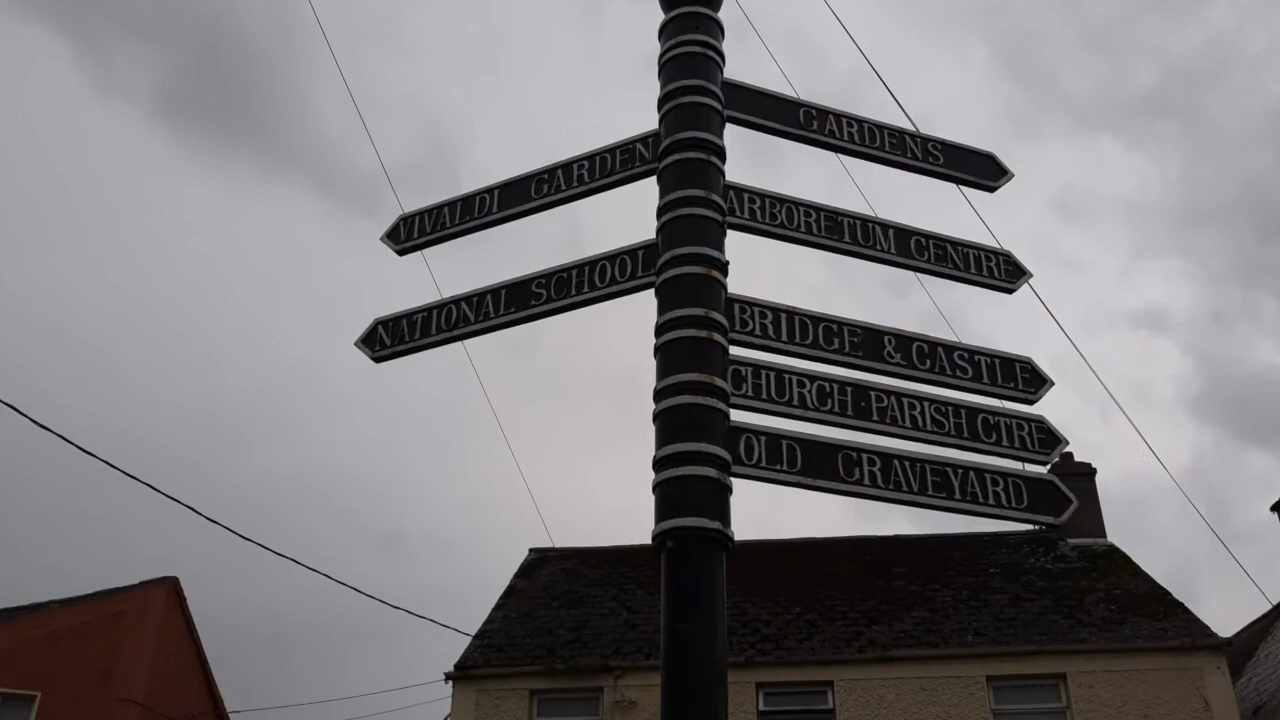 GARDENS
VIVALDI GARDEN
ARBORETUM CENTRE
NATIONAL SCHOOL
BRIDGE & CASTLE
CHURCH · PARISH CTRE
OLD GRAVEYARD